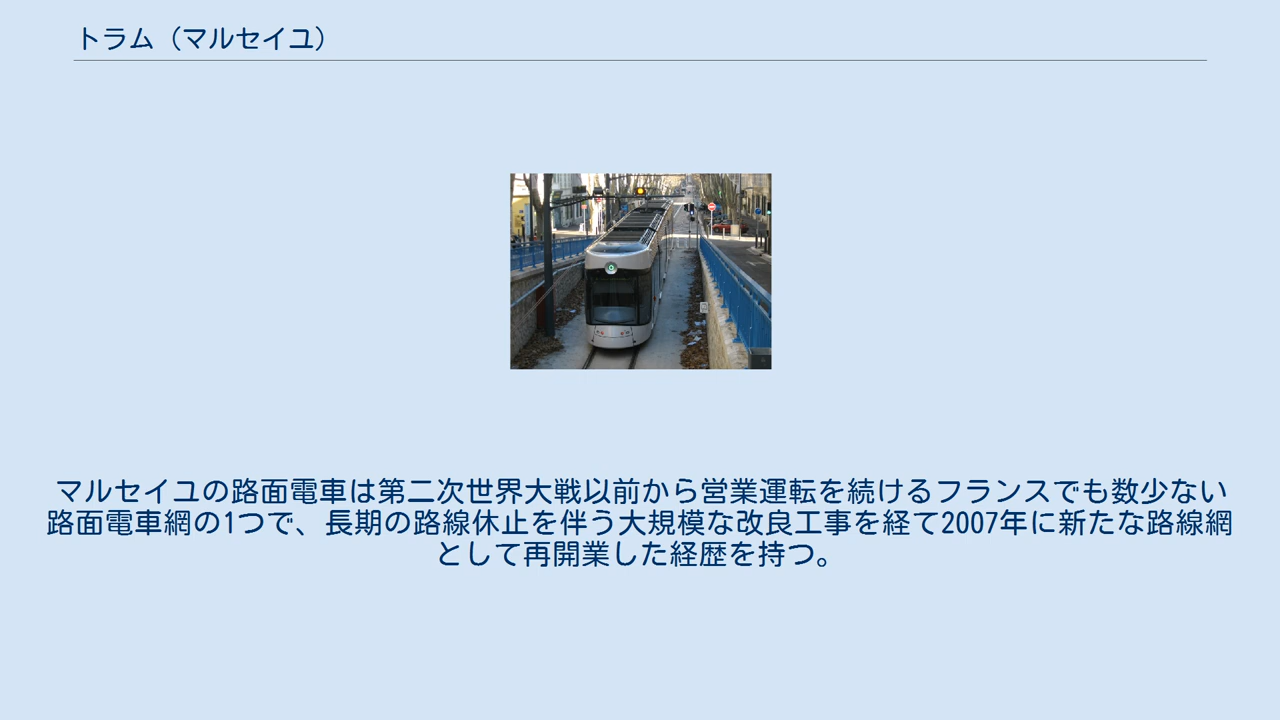 トラム（マルセイユ）
マルセイユの路面電車は第二次世界大戦以前から営業運転を続けるフランスでも数少ない
路面電車網の1つで、長期の路線休止を伴う大規模な改良工事を経て2007年に新たな路線網
として再開業した経歴を持つ。